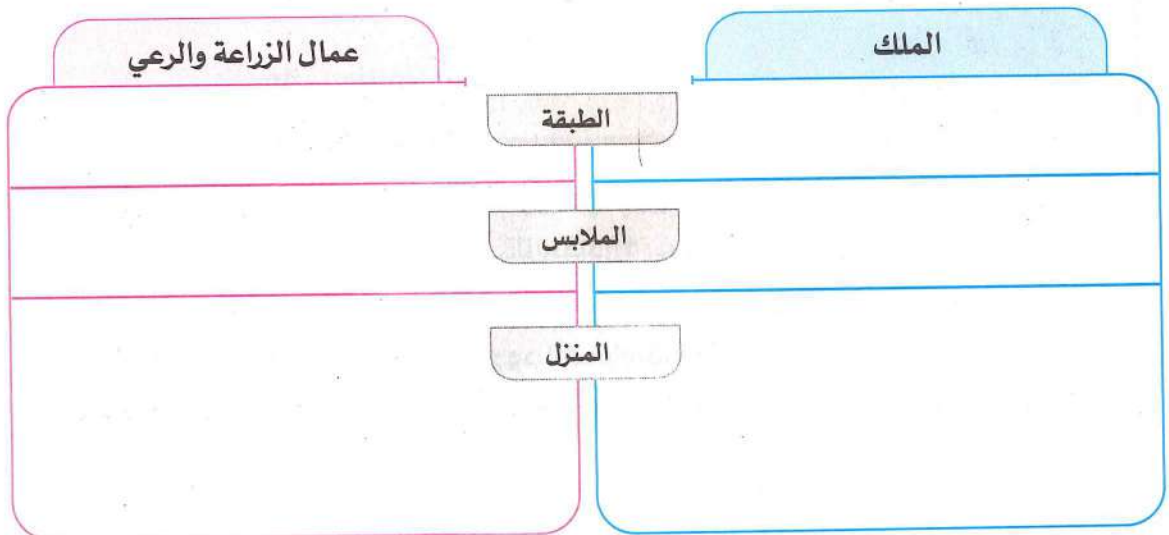 الملك
عمال الزراعة والرعي
الطبقة
الملابس
المنزل